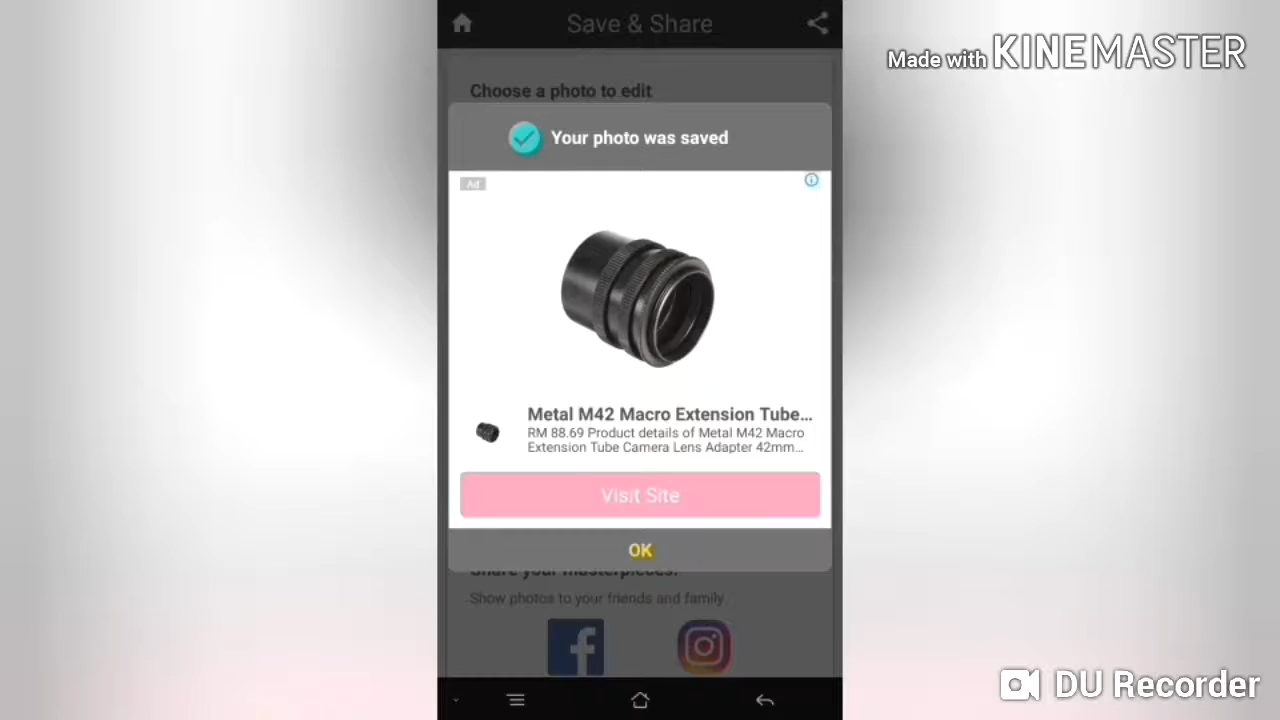 Save & Share
Made with KINEMASTER
Choose a photo to edit
Your photo was saved
Ad
Metal M42 Macro Extension Tube...
RM 88.69 Product details of Metal M42 Macro
Extension Tube Camera Lens Adapter 42mm...
Visit Site
OK
Share your masterpieces!
Show photos to your friends and family
DU Recorder